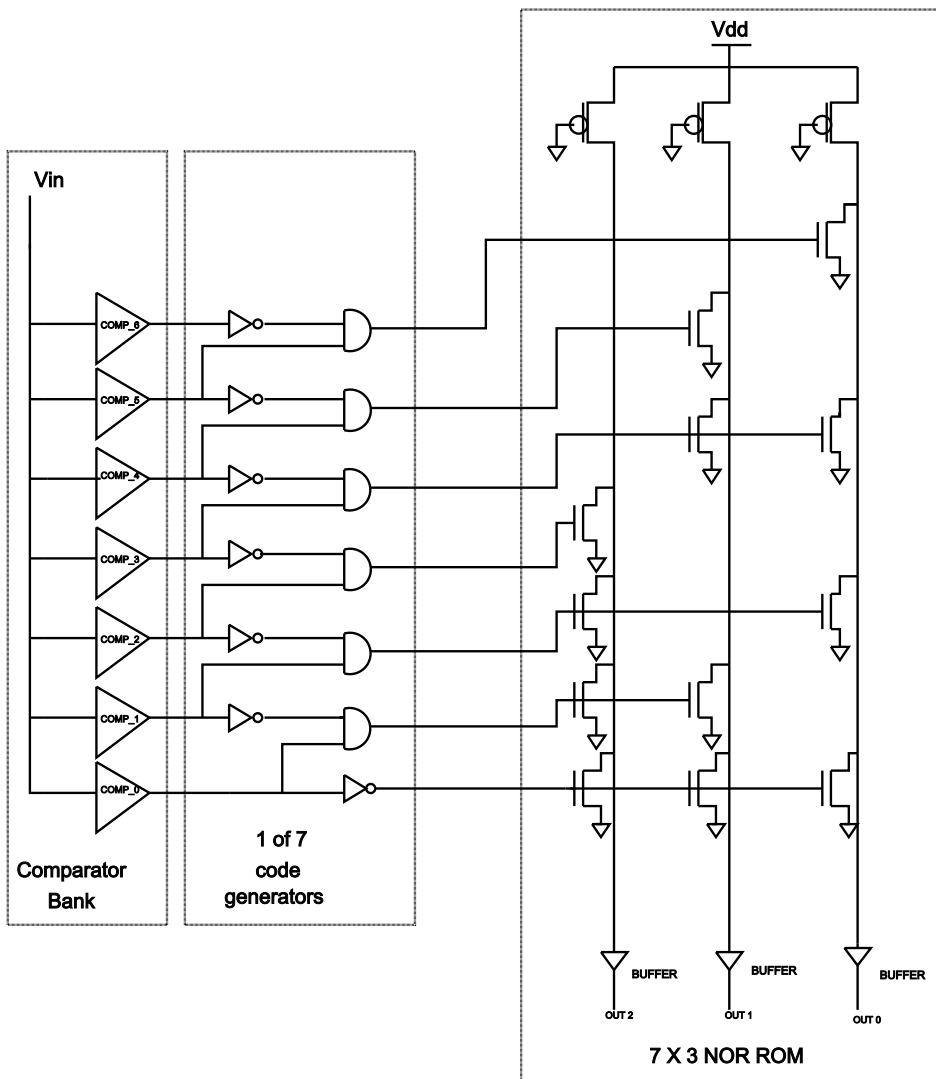 Vdd
Vin
COMP_6
COMP_5
COMP_4
COMP_3
COMP_2
COMP_1
COMP_0
Comparator
Bank
1 of 7
code
generators
BUFFER
BUFFER
BUFFER
OUT 2
OUT 1
OUT 0
7 X 3 NOR ROM